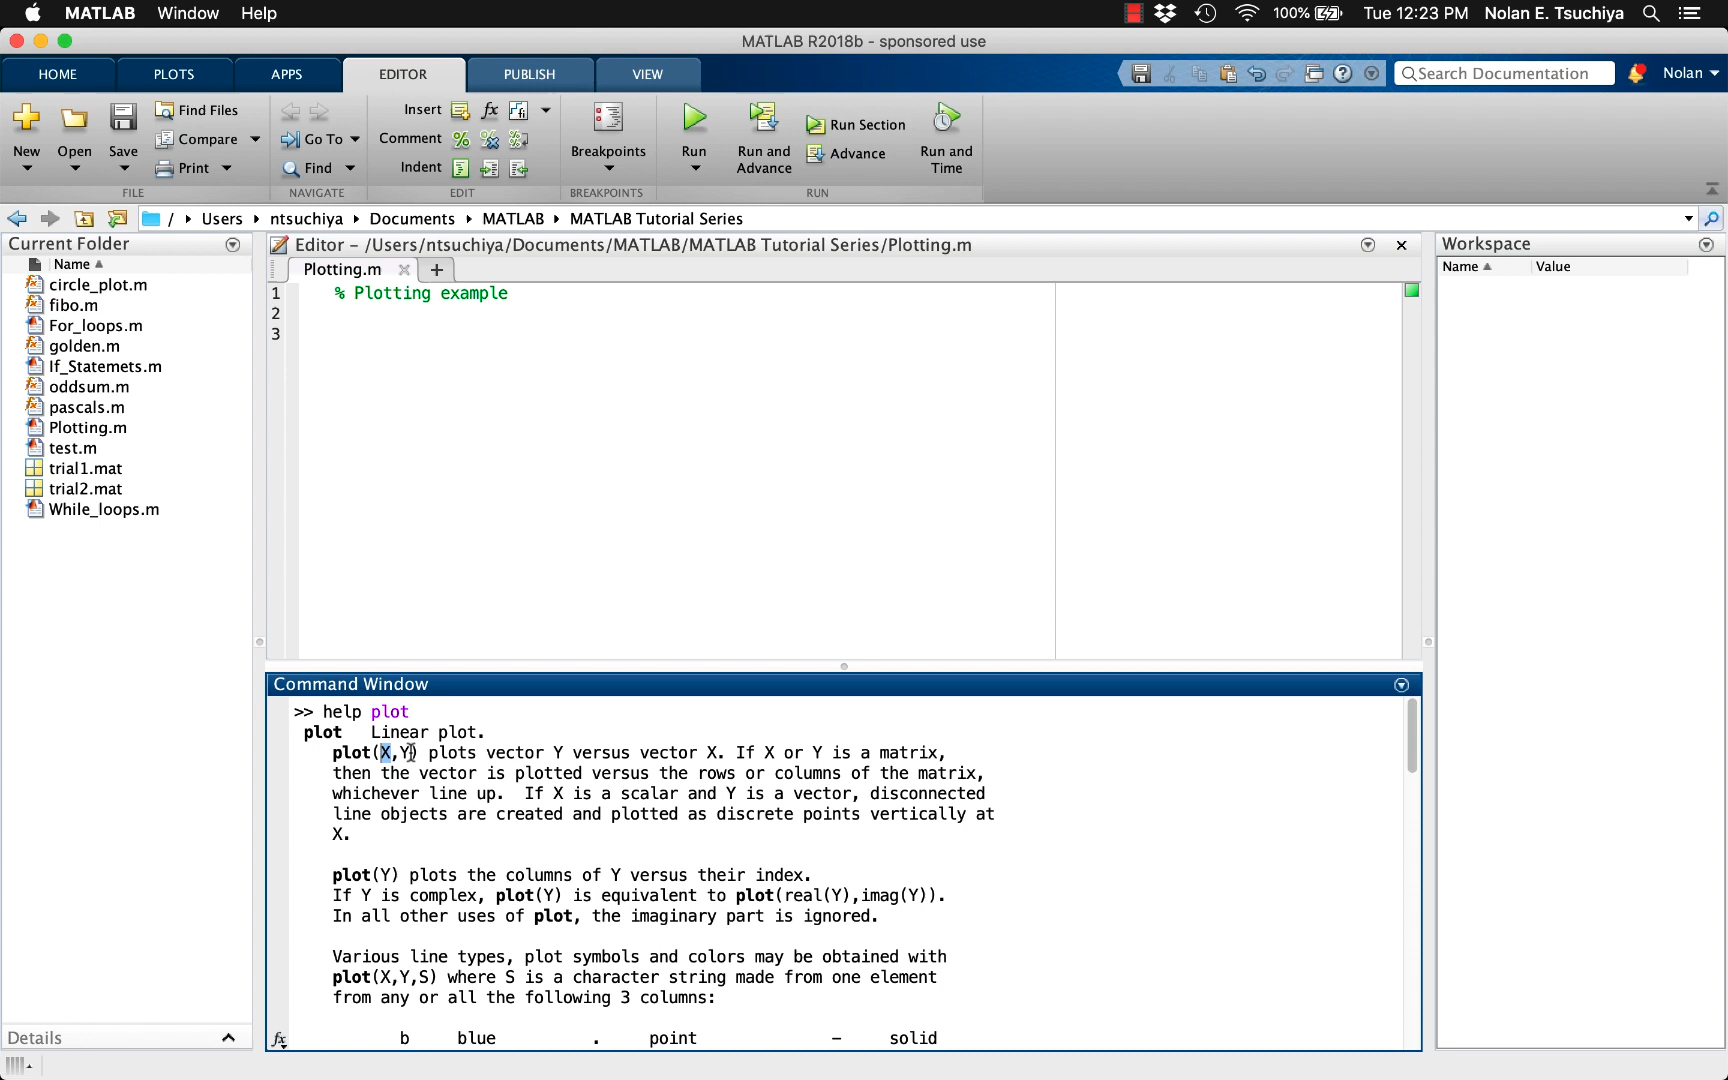 MATLAB Window Help 100% Tue 12:23 PM Nolan E. Tsuchiya
MATLAB R2018b - sponsored use
HOME PLOTS APPS EDITOR PUBLISH VIEW Search Documentation Nolan
New Open Save Find Files Compare Print
Go To Find
Insert fx fi
Comment % %
Indent
Breakpoints
Run Run and Advance Run Section Advance Run and Time
FILE NAVIGATE EDIT BREAKPOINTS RUN
/ Users ntsuchiya Documents MATLAB MATLAB Tutorial Series
Current Folder
Name
circle_plot.m
fibo.m
For_loops.m
golden.m
If_Statemets.m
oddsum.m
pascals.m
Plotting.m
test.m
trial1.mat
trial2.mat
While_loops.m
Details
Editor - /Users/ntsuchiya/Documents/MATLAB/MATLAB Tutorial Series/Plotting.m
Plotting.m
1 % Plotting example
2
3
Command Window
>> help plot
plot Linear plot.
plot(X,Y) plots vector Y versus vector X. If X or Y is a matrix,
then the vector is plotted versus the rows or columns of the matrix,
whichever line up. If X is a scalar and Y is a vector, disconnected
line objects are created and plotted as discrete points vertically at
X.
plot(Y) plots the columns of Y versus their index.
If Y is complex, plot(Y) is equivalent to plot(real(Y),imag(Y)).
In all other uses of plot, the imaginary part is ignored.
Various line types, plot symbols and colors may be obtained with
plot(X,Y,S) where S is a character string made from one element
from any or all the following 3 columns:
fx b blue . point - solid
Workspace
Name Value